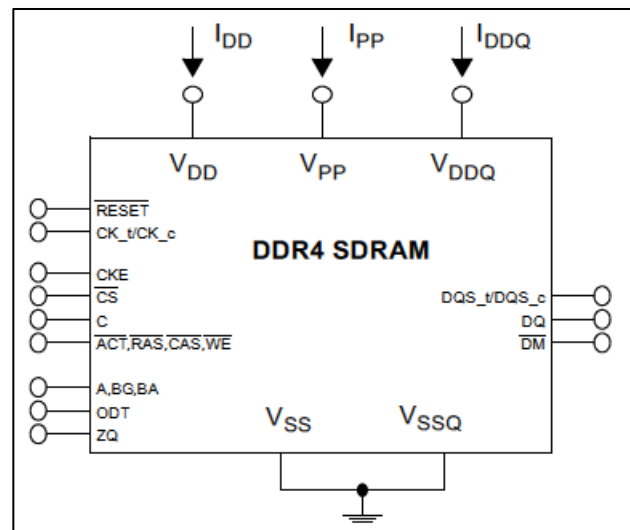 IDD IPP IDDQ
VDD VPP VDDQ
RESET
CK_t/CK_c
DDR4 SDRAM
CKE
CS DQS_t/DQS_c
C DQ
ACT,RAS,CAS,WE DM
A,BG,BA
ODT VSS VSSQ
ZQ